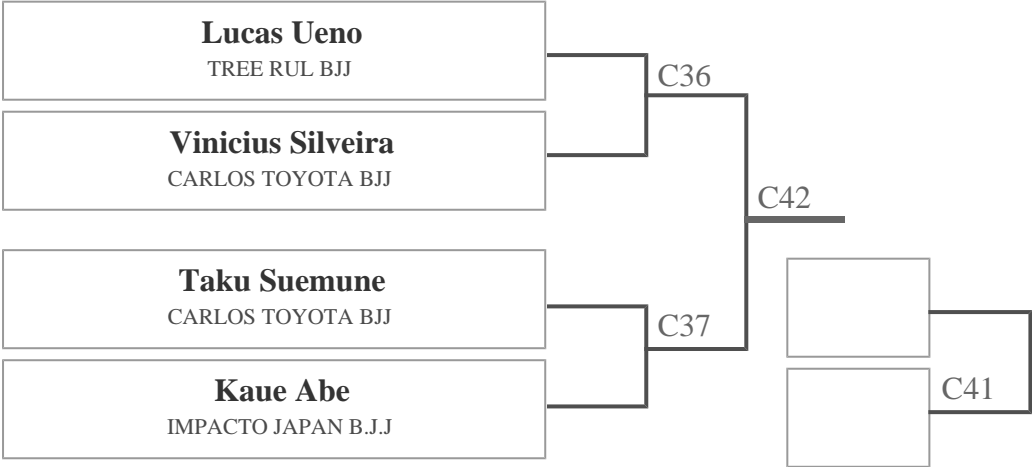 Lucas Ueno
TREE RUL BJJ
C36
Vinicius Silveira
CARLOS TOYOTA BJJ
C42
Taku Suemune
CARLOS TOYOTA BJJ
C37
Kaue Abe
IMPACTO JAPAN B.J.J
C41